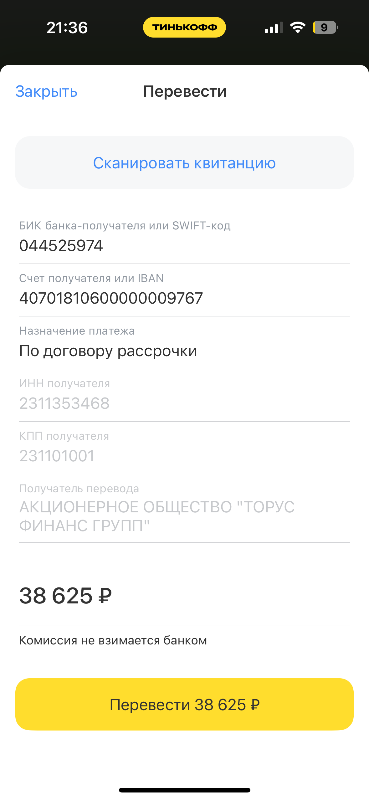 21:36
ТИНЬКОФФ
9
Закрыть
Перевести
Сканировать квитанцию
БИК банка-получателя или SWIFT-код
044525974
Счет получателя или IBAN
40701810600000009767
Назначение платежа
По договору рассрочки
ИНН получателя
2311353468
КПП получателя
231101001
Получатель перевода
АКЦИОНЕРНОЕ ОБЩЕСТВО "ТОРУС
ФИНАНС ГРУПП"
38 625 ₽
Комиссия не взимается банком
Перевести 38 625 ₽